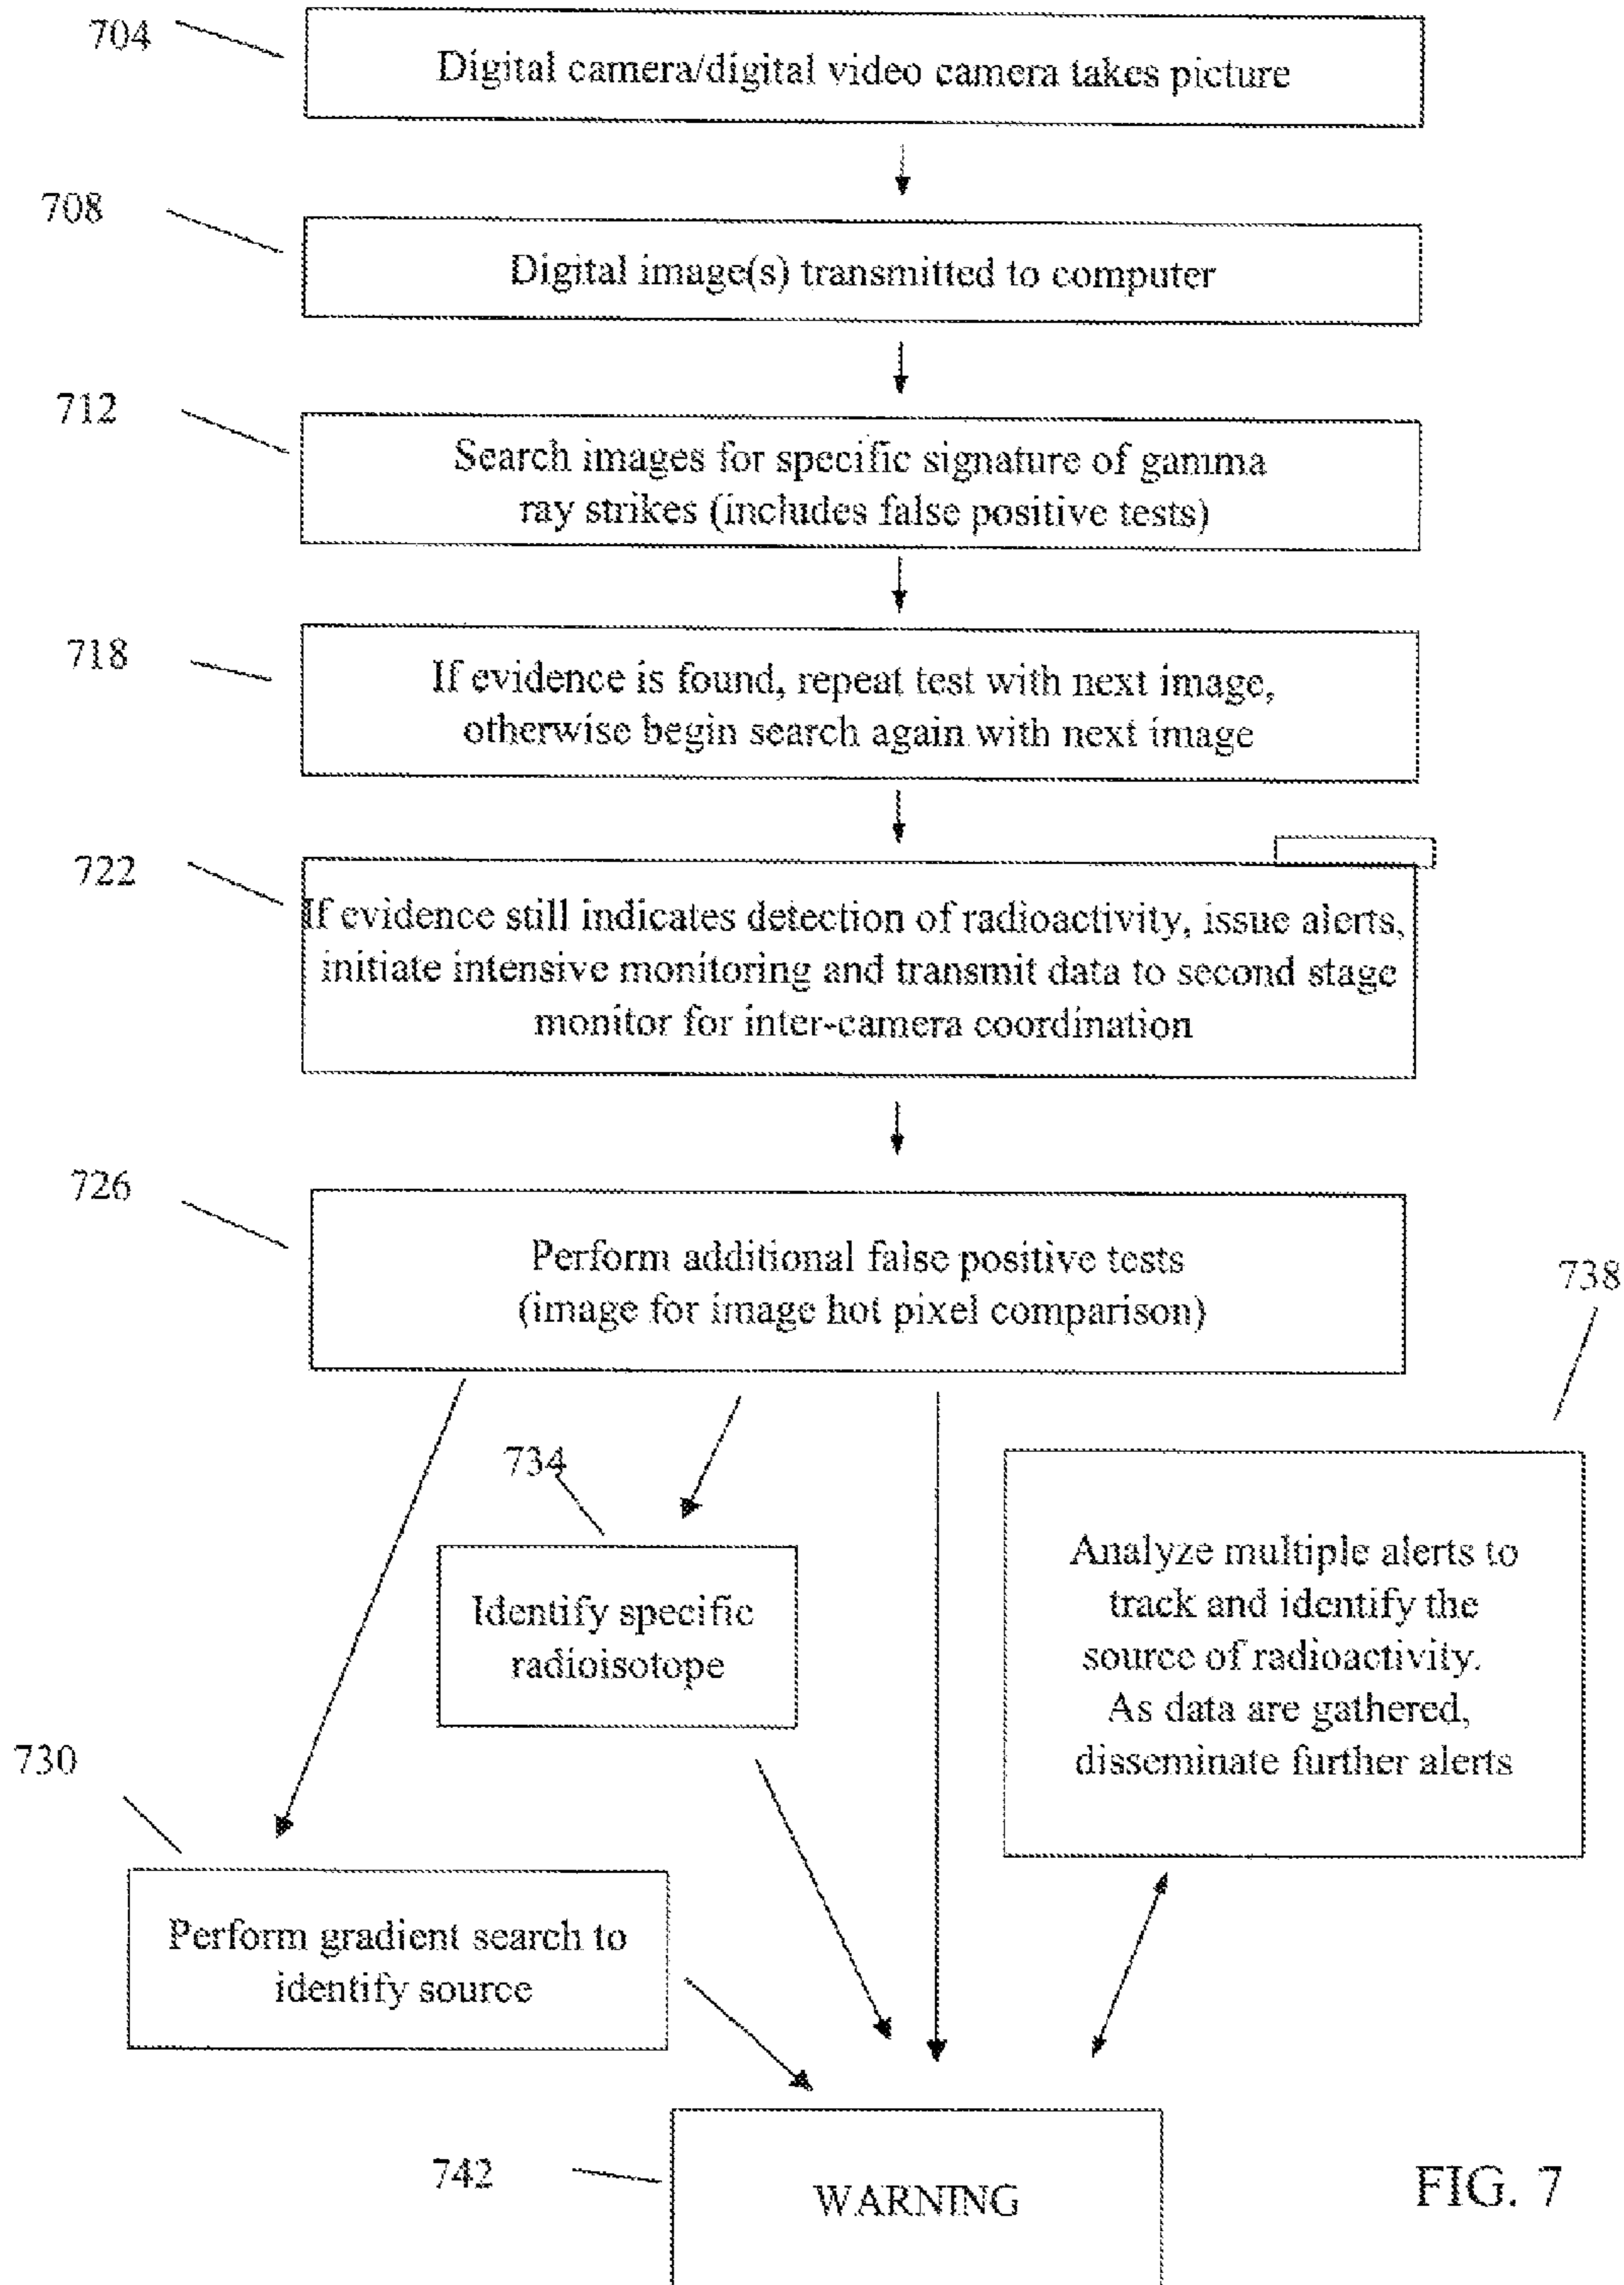 704
Digital camera/digital video camera takes picture
708
Digital image(s) transmitted to computer
712
Search images for specific signature of gamma
ray strikes (includes false positive tests)
718
If evidence is found, repeat test with next image,
otherwise begin search again with next image
722
If evidence still indicates detection of radioactivity, issue alerts,
initiate intensive monitoring and transmit data to second stage
monitor for inter-camera coordination
726
Perform additional false positive tests
(image for image hot pixel comparison)
738
734
Identify specific
radioisotope
Analyze multiple alerts to
track and identify the
source of radioactivity.
As data are gathered,
disseminate further alerts
730
Perform gradient search to
identify source
742
WARNING
FIG. 7